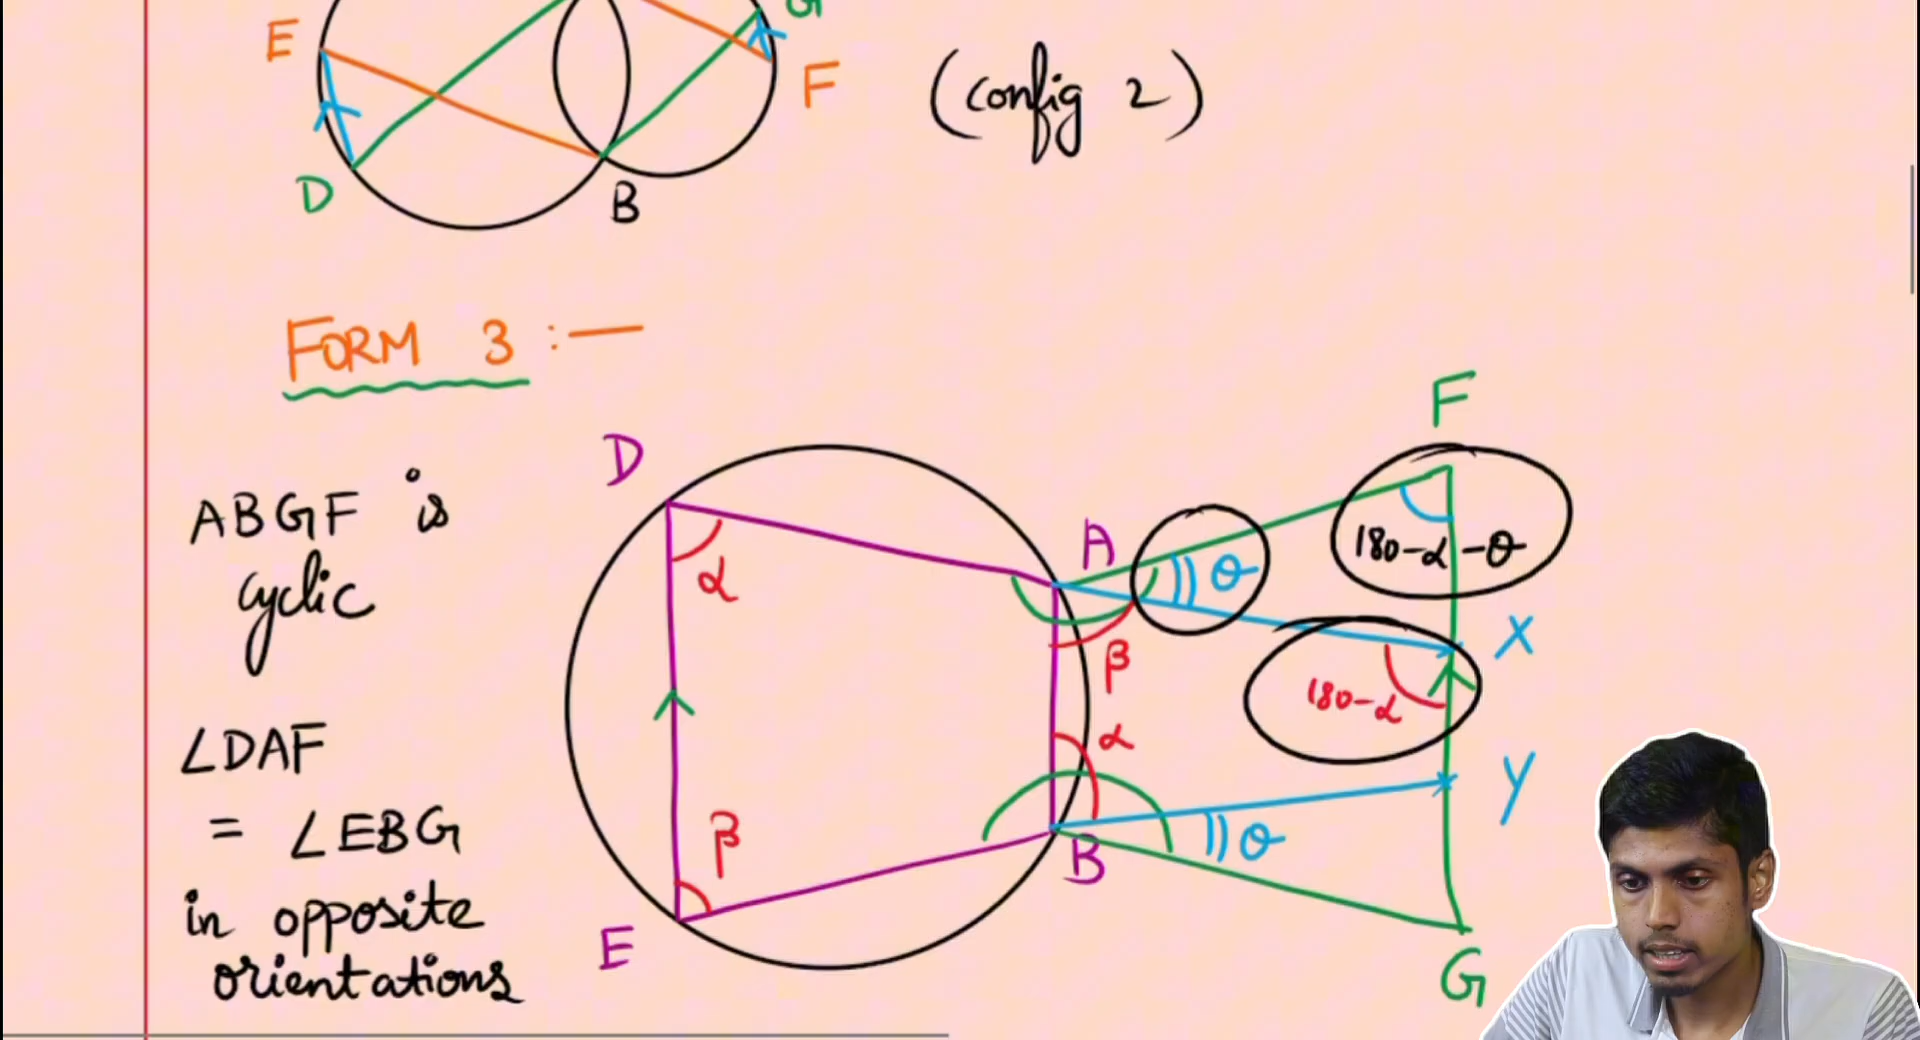 E
G
F
(config 2)
D
B
FORM 3 :—
F
D
ABGF is
cyclic
A
θ
180-α-θ
α
X
β
180-α
∠DAF
α
Y
= ∠EBG
β
θ
B
in opposite
orientations
E
G